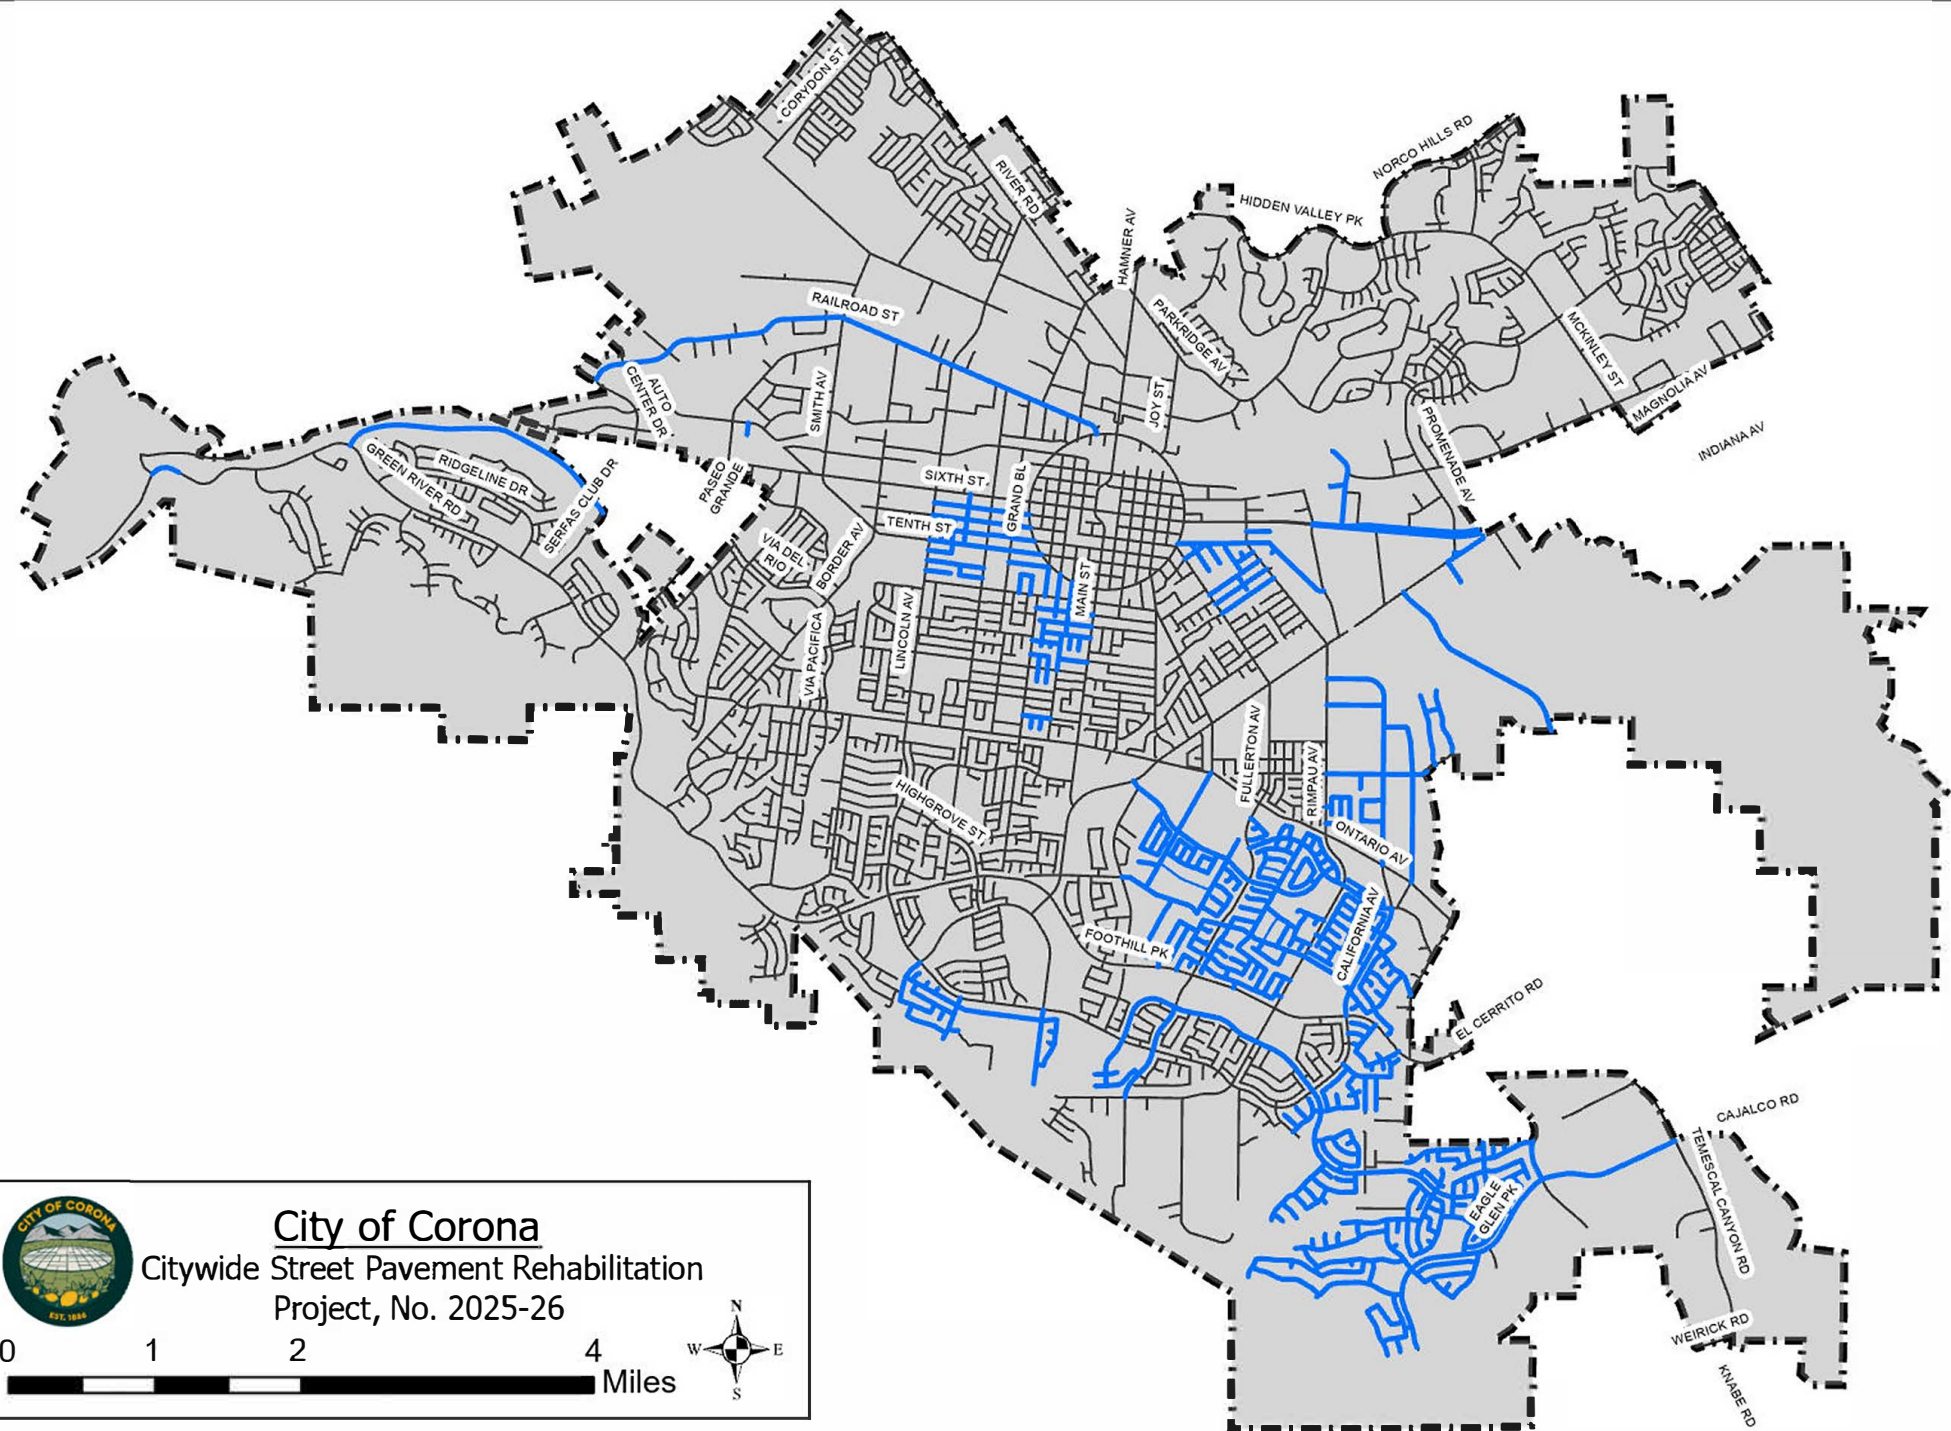 CORYDON ST
RIVER RD
HAMNER AV
NORCO HILLS RD
HIDDEN VALLEY PK
RAILROAD ST
PARKRIDGE AV
MCKINLEY ST
MAGNOLIA AV
INDIANA AV
AUTO
CENTER DR
SMITH AV
JOY ST
PROMENADE AV
GREEN RIVER RD
RIDGELINE DR
SERFAS CLUB DR
PASEO
GRANDE
SIXTH ST
GRAND BL
TENTH ST
VIA DEL
RIO
BORDER AV
MAIN ST
LINCOLN AV
VIA PACIFICA
FULLERTON AV
RIMPAU AV
HIGHGROVE ST
ONTARIO AV
CALIFORNIA AV
FOOTHILL PK
EL CERRITO RD
CAJALCO RD
TEMESCAL CANYON RD
EAGLE
GLEN PK
WEIRICK RD
KNABE RD
CITY OF CORONA
EST. 1886
City of Corona
Citywide Street Pavement Rehabilitation
Project, No. 2025-26
N
W E
S
0 1 2 4
Miles